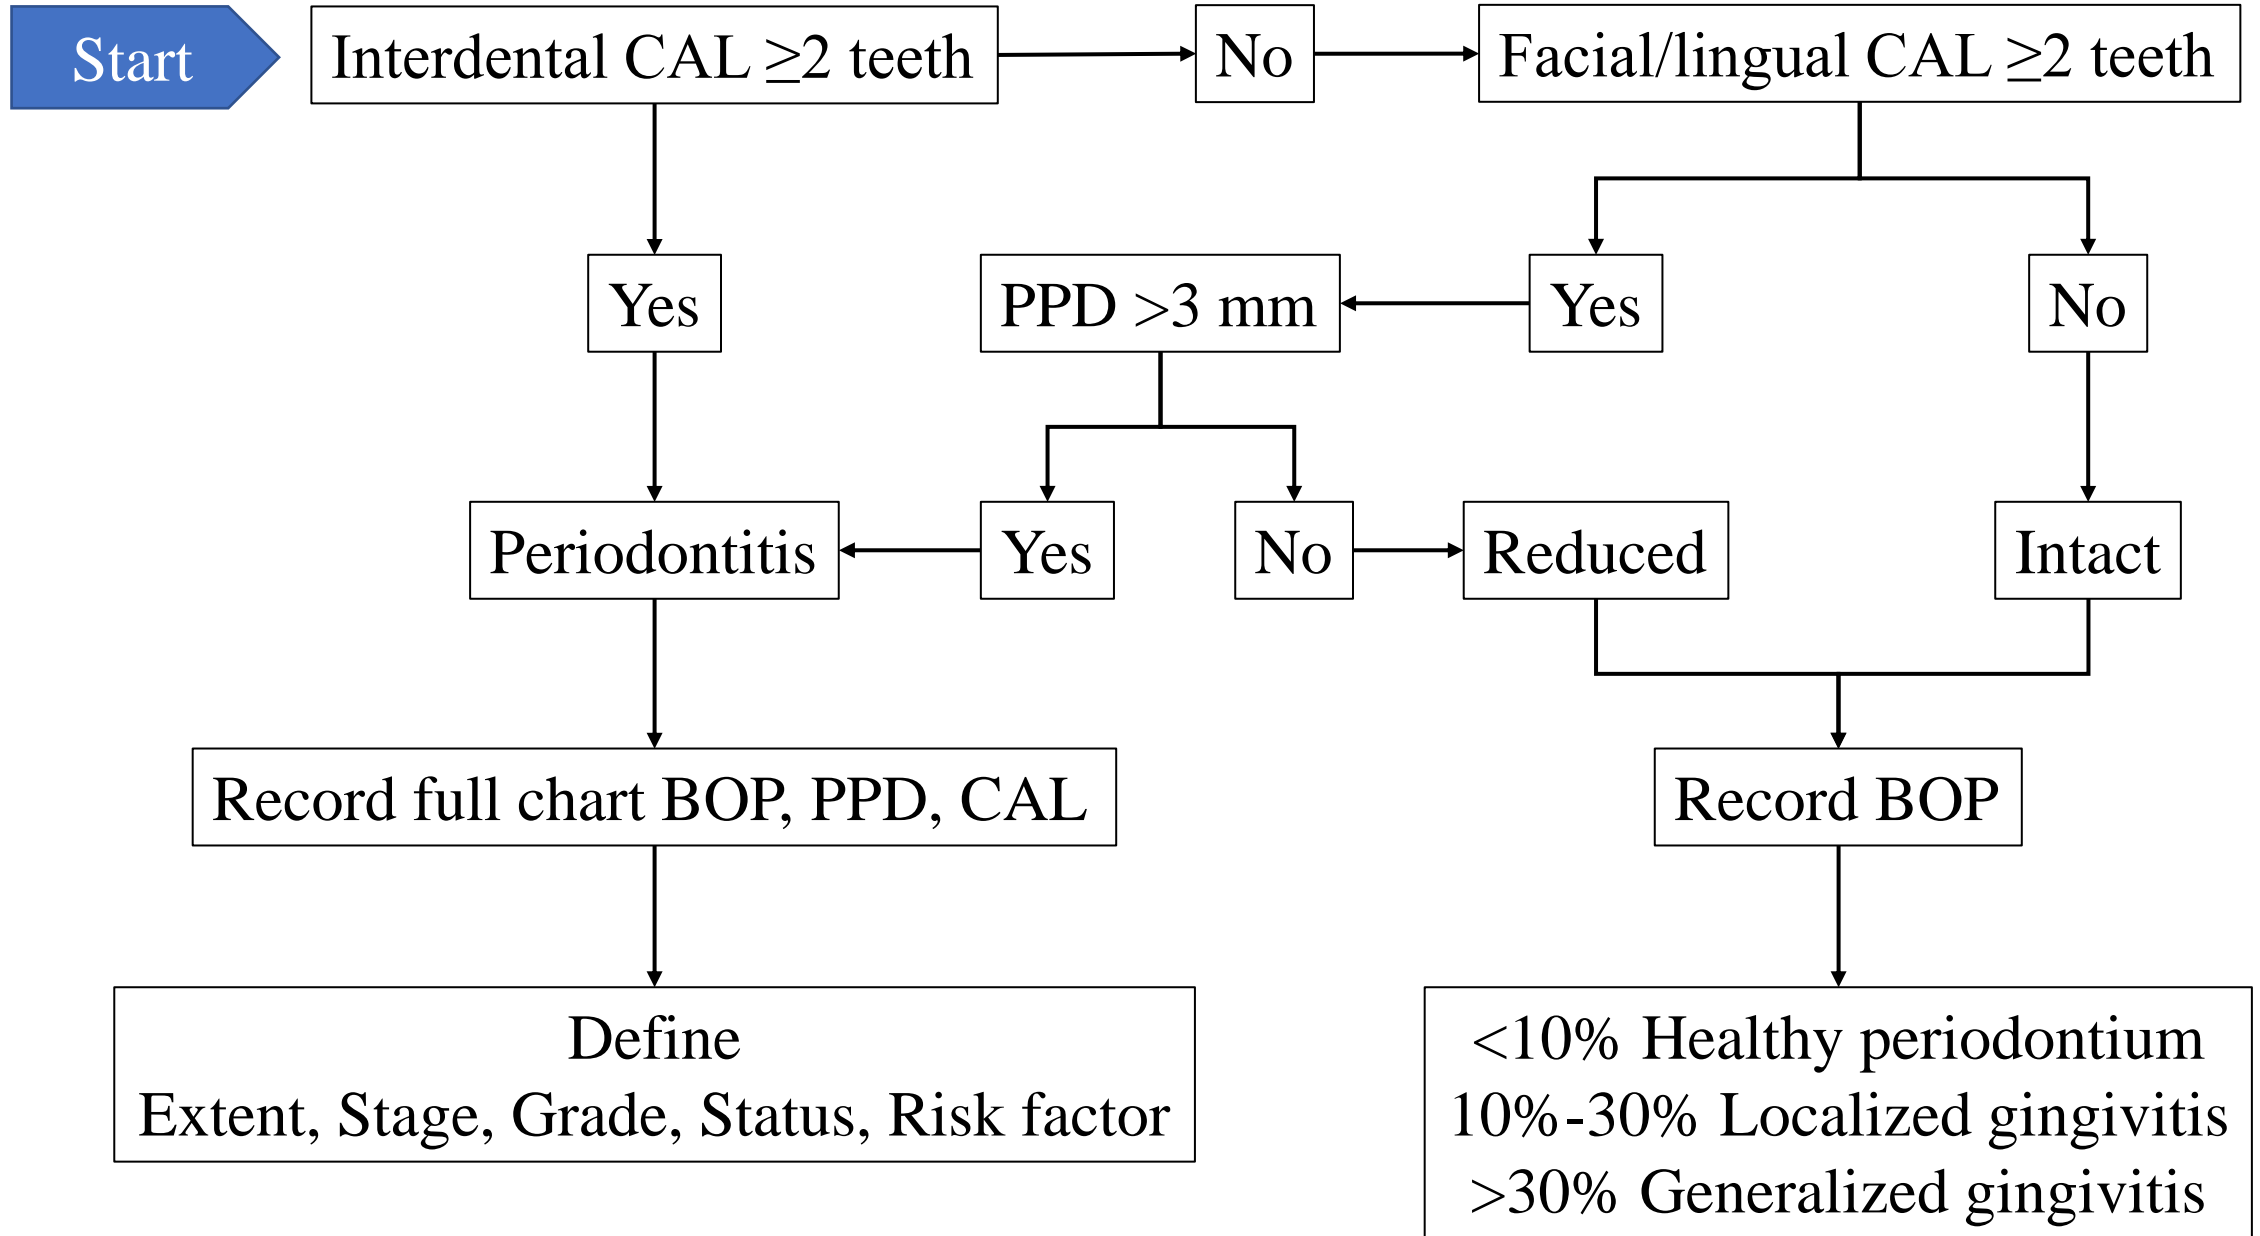 Start
Interdental CAL ≥2 teeth
No
Facial/lingual CAL ≥2 teeth
Yes
PPD >3 mm
Yes
No
Periodontitis
Yes
No
Reduced
Intact
Record full chart BOP, PPD, CAL
Record BOP
Define
Extent, Stage, Grade, Status, Risk factor
<10% Healthy periodontium
10%-30% Localized gingivitis
>30% Generalized gingivitis